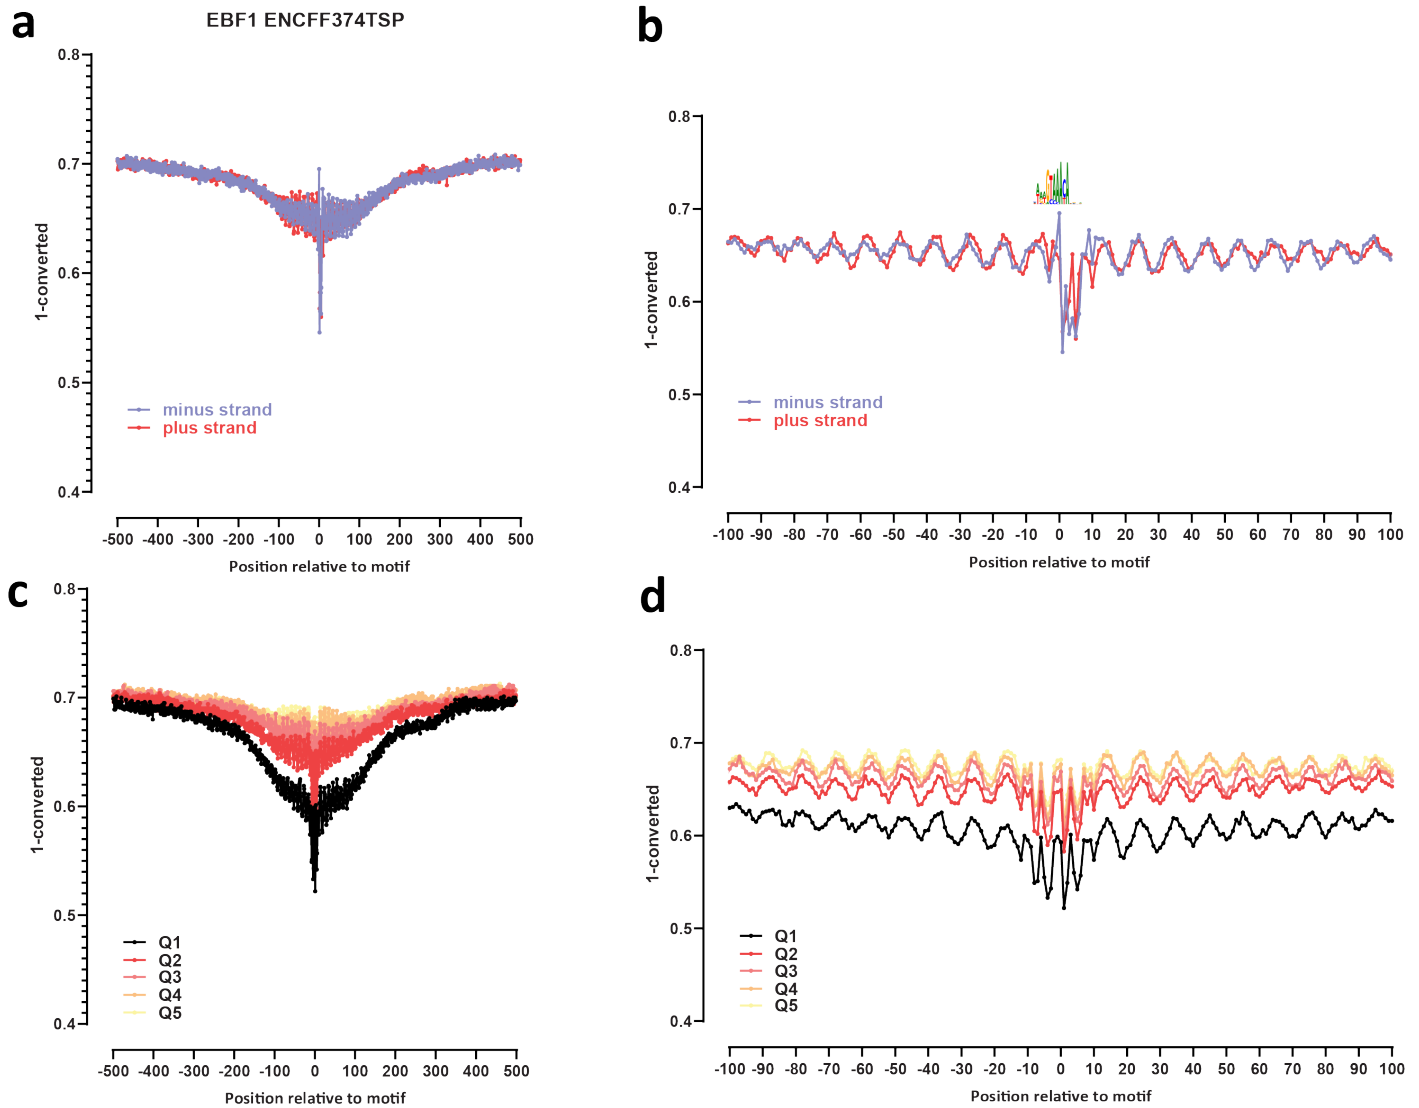 a
EBF1 ENCFF374TSP
0.8
0.7
0.6
0.5
0.4
1-converted
minus strand
plus strand
-500 -400 -300 -200 -100 0 100 200 300 400 500
Position relative to motif
b
0.8
0.7
0.6
0.5
0.4
1-converted
minus strand
plus strand
-100 -90 -80 -70 -60 -50 -40 -30 -20 -10 0 10 20 30 40 50 60 70 80 90 100
Position relative to motif
c
0.8
0.7
0.6
0.5
0.4
1-converted
Q1
Q2
Q3
Q4
Q5
-500 -400 -300 -200 -100 0 100 200 300 400 500
Position relative to motif
d
0.8
0.7
0.6
0.5
0.4
1-converted
Q1
Q2
Q3
Q4
Q5
-100 -90 -80 -70 -60 -50 -40 -30 -20 -10 0 10 20 30 40 50 60 70 80 90 100
Position relative to motif